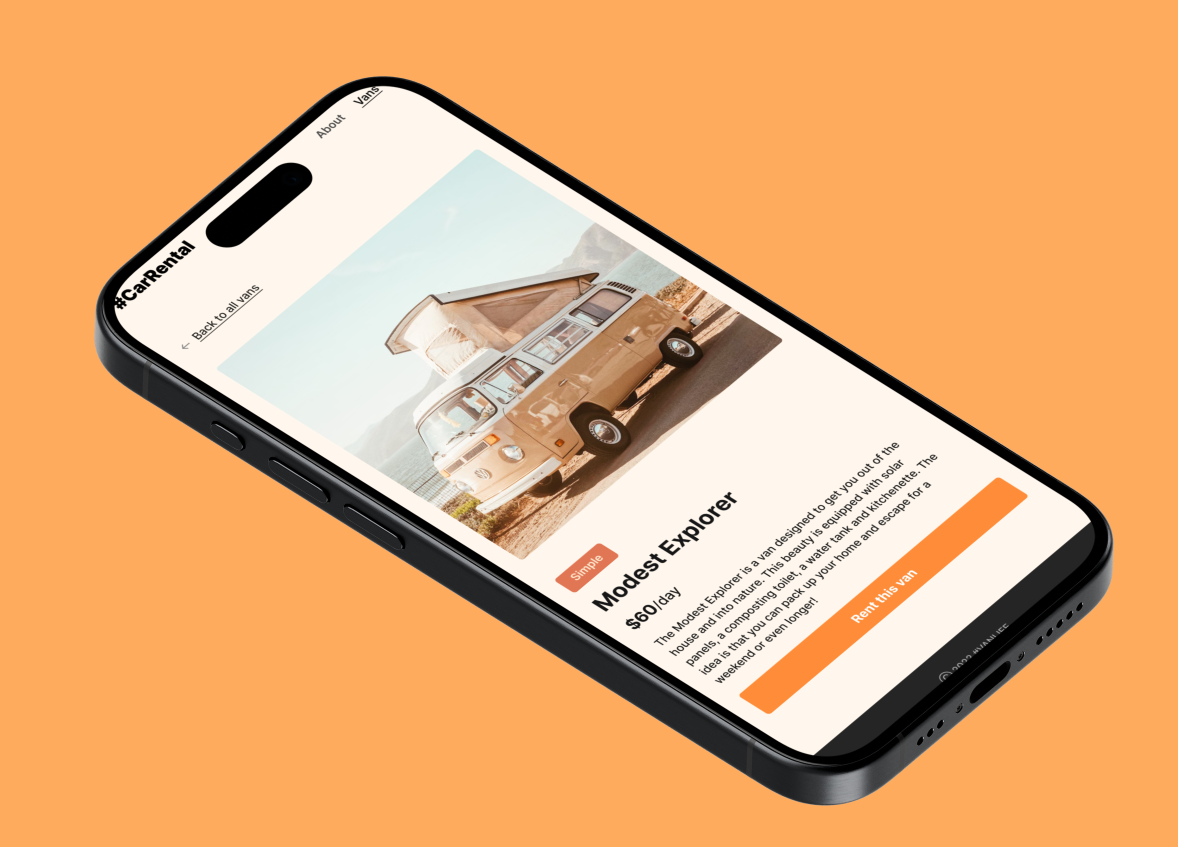 #CarRental
About
Vans
← Back to all vans
Simple
Modest Explorer
$60/day
The Modest Explorer is a van designed to get you out of the
house and into nature. This beauty is equipped with solar
panels, a composting toilet, a water tank and kitchenette. The
idea is that you can pack up your home and escape for a
weekend or even longer!
Rent this van
© 2022 #VANLIFE